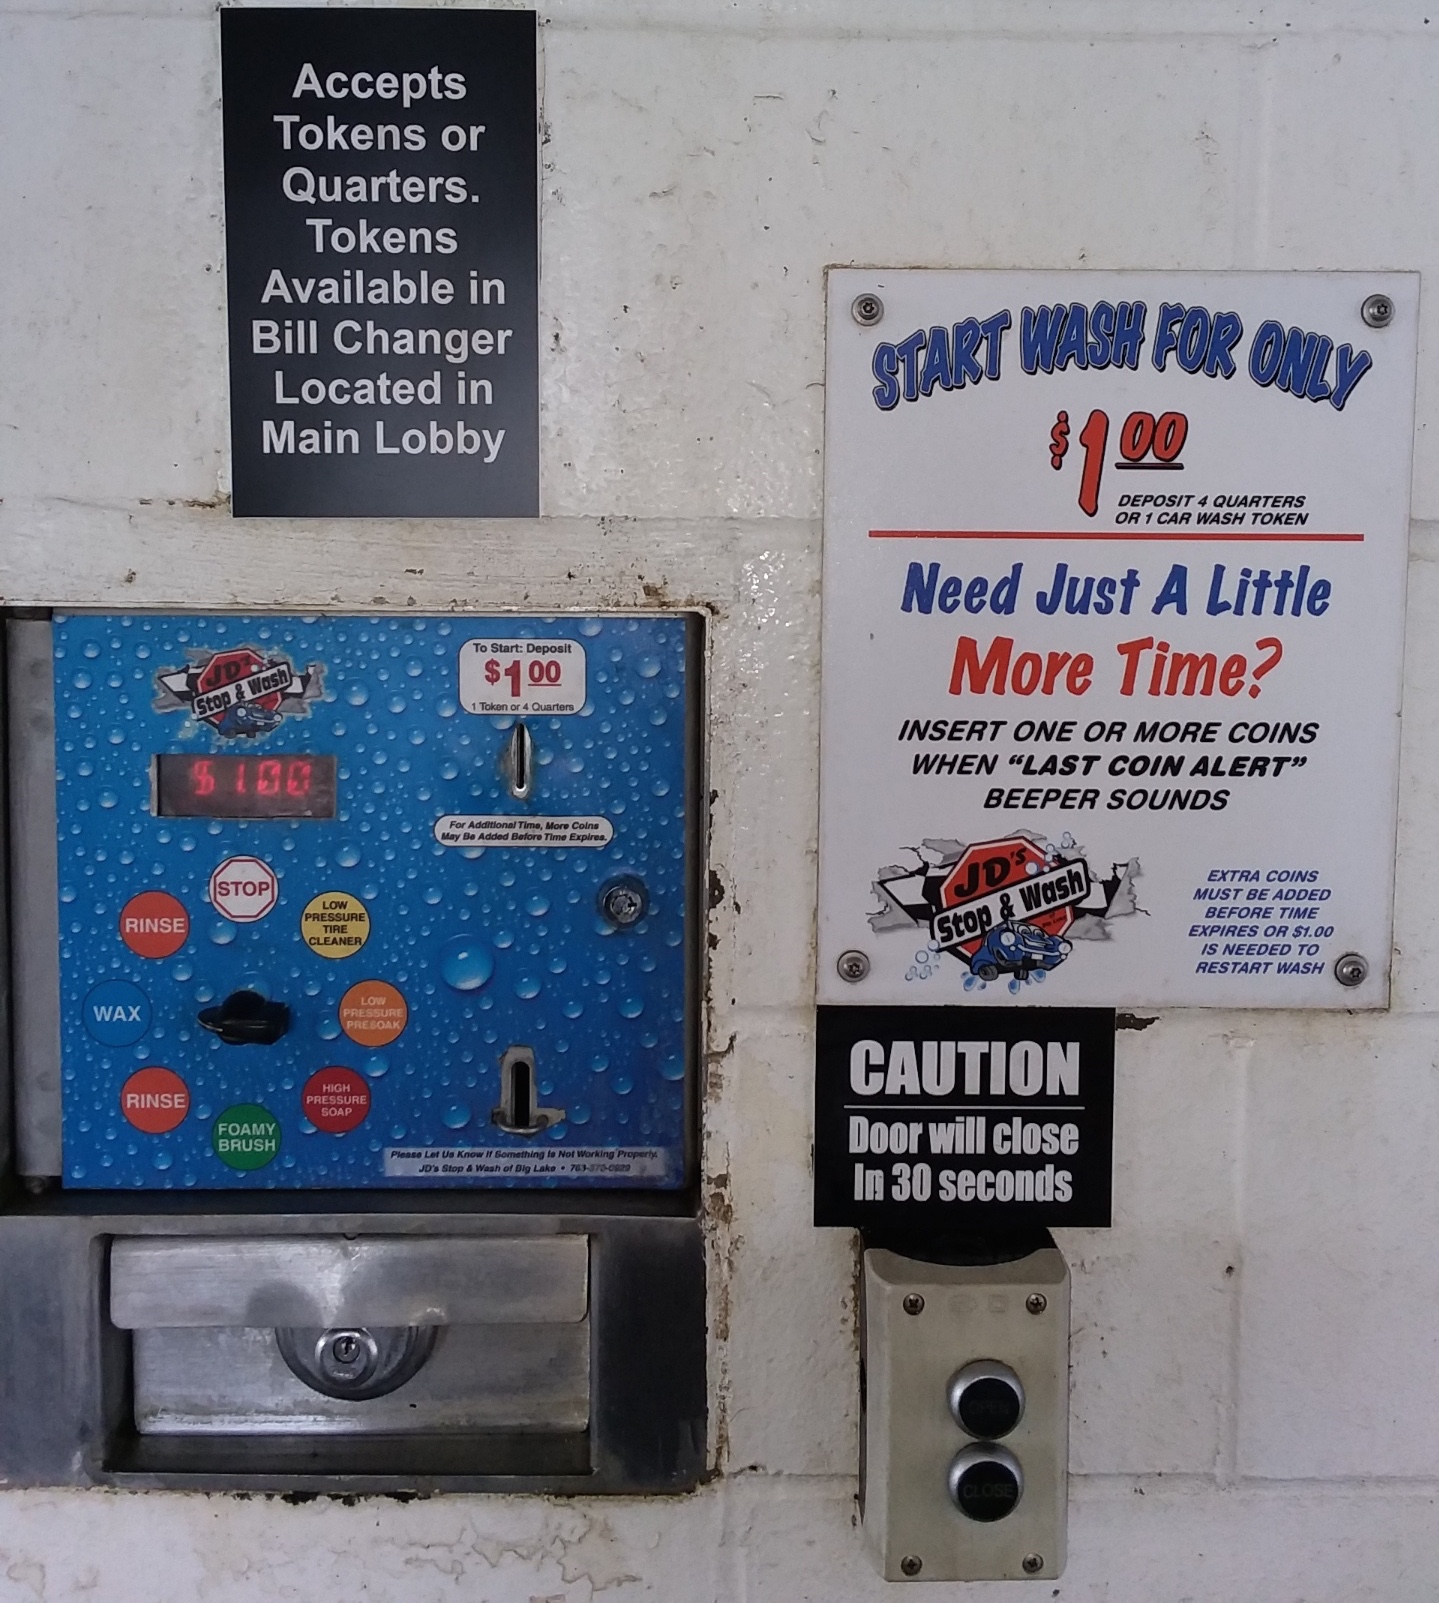 Accepts
Tokens or
Quarters.
Tokens
Available in
Bill Changer
Located in
Main Lobby
START WASH FOR ONLY
$1.00
DEPOSIT 4 QUARTERS
OR 1 CAR WASH TOKEN
Need Just A Little
More Time?
INSERT ONE OR MORE COINS
WHEN "LAST COIN ALERT"
BEEPER SOUNDS
JD's
Stop & Wash
EXTRA COINS
MUST BE ADDED
BEFORE TIME
EXPIRES OR $1.00
IS NEEDED TO
RESTART WASH
JD's
Stop & Wash
To Start: Deposit
$1.00
1 Token or 4 Quarters
$1.00
For Additional Time, More Coins
May Be Added Before Time Expires.
STOP
LOW
PRESSURE
TIRE
CLEANER
LOW
PRESSURE
PRESOAK
HIGH
PRESSURE
SOAP
FOAMY
BRUSH
RINSE
WAX
RINSE
Please Let Us Know If Something Is Not Working Properly.
JD's Stop & Wash of Big Lake •
CAUTION
Door will close
In 30 seconds
OPEN
CLOSE